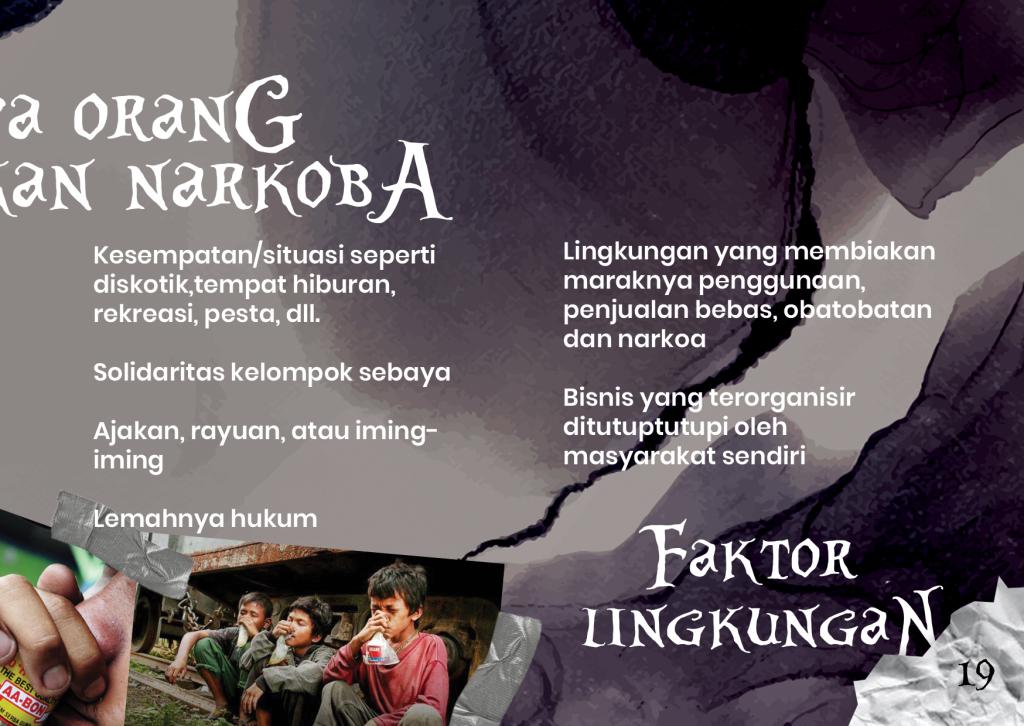 a ORANG
KAN NARKOBA
Kesempatan/situasi seperti
diskotik,tempat hiburan,
rekreasi, pesta, dll.
Solidaritas kelompok sebaya
Ajakan, rayuan, atau iming-
iming
Lemahnya hukum
Lingkungan yang membiakan
maraknya penggunaan,
penjualan bebas, obatobatan
dan narkoa
Bisnis yang terorganisir
ditutuptutupi oleh
masyarakat sendiri
FAKTOR
LINGKUNGAN
THE BEST
19